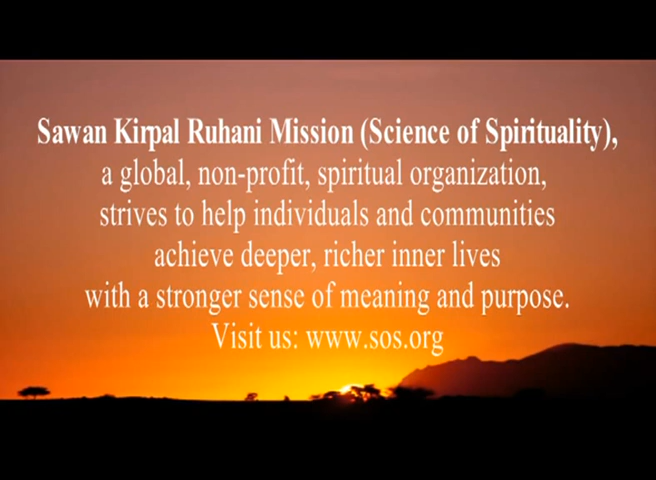 Sawan Kirpal Ruhani Mission (Science of Spirituality),
a global, non-profit, spiritual organization,
strives to help individuals and communities
achieve deeper, richer inner lives
with a stronger sense of meaning and purpose.
Visit us: www.sos.org